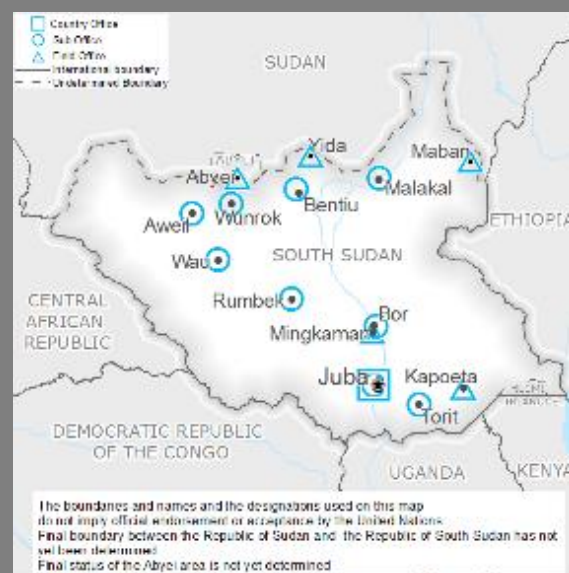 Country Office
Sub Office
Field Office
International boundary
Undetermined Boundary
SUDAN
Yida
Maban
Abyei
Malakal
Bentiu
Wunrok
Aweil
ETHIOPIA
SOUTH SUDAN
Wau
CENTRAL
AFRICAN
REPUBLIC
Rumbek
Bor
Mingkaman
Juba
Kapoeta
Torit
DEMOCRATIC REPUBLIC
OF THE CONGO
UGANDA
KENYA
The boundaries and names and the designations used on this map
do not imply official endorsement or acceptance by the United Nations
Final boundary between the Republic of Sudan and the Republic of South Sudan has not
yet been determined
Final status of the Abyei area is not yet determined